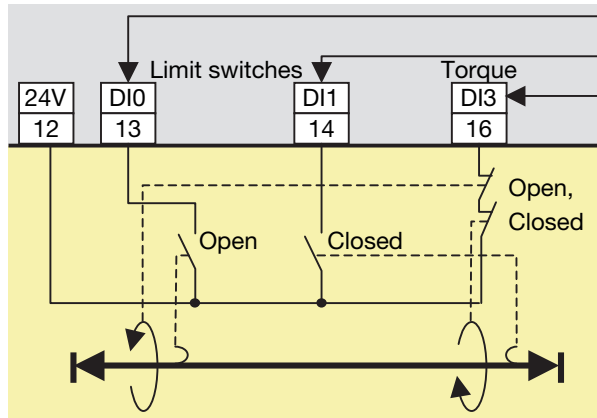 Limit switches Torque
24V DI0 DI1 DI3
12 13 14 16
Open,
Open Closed Closed